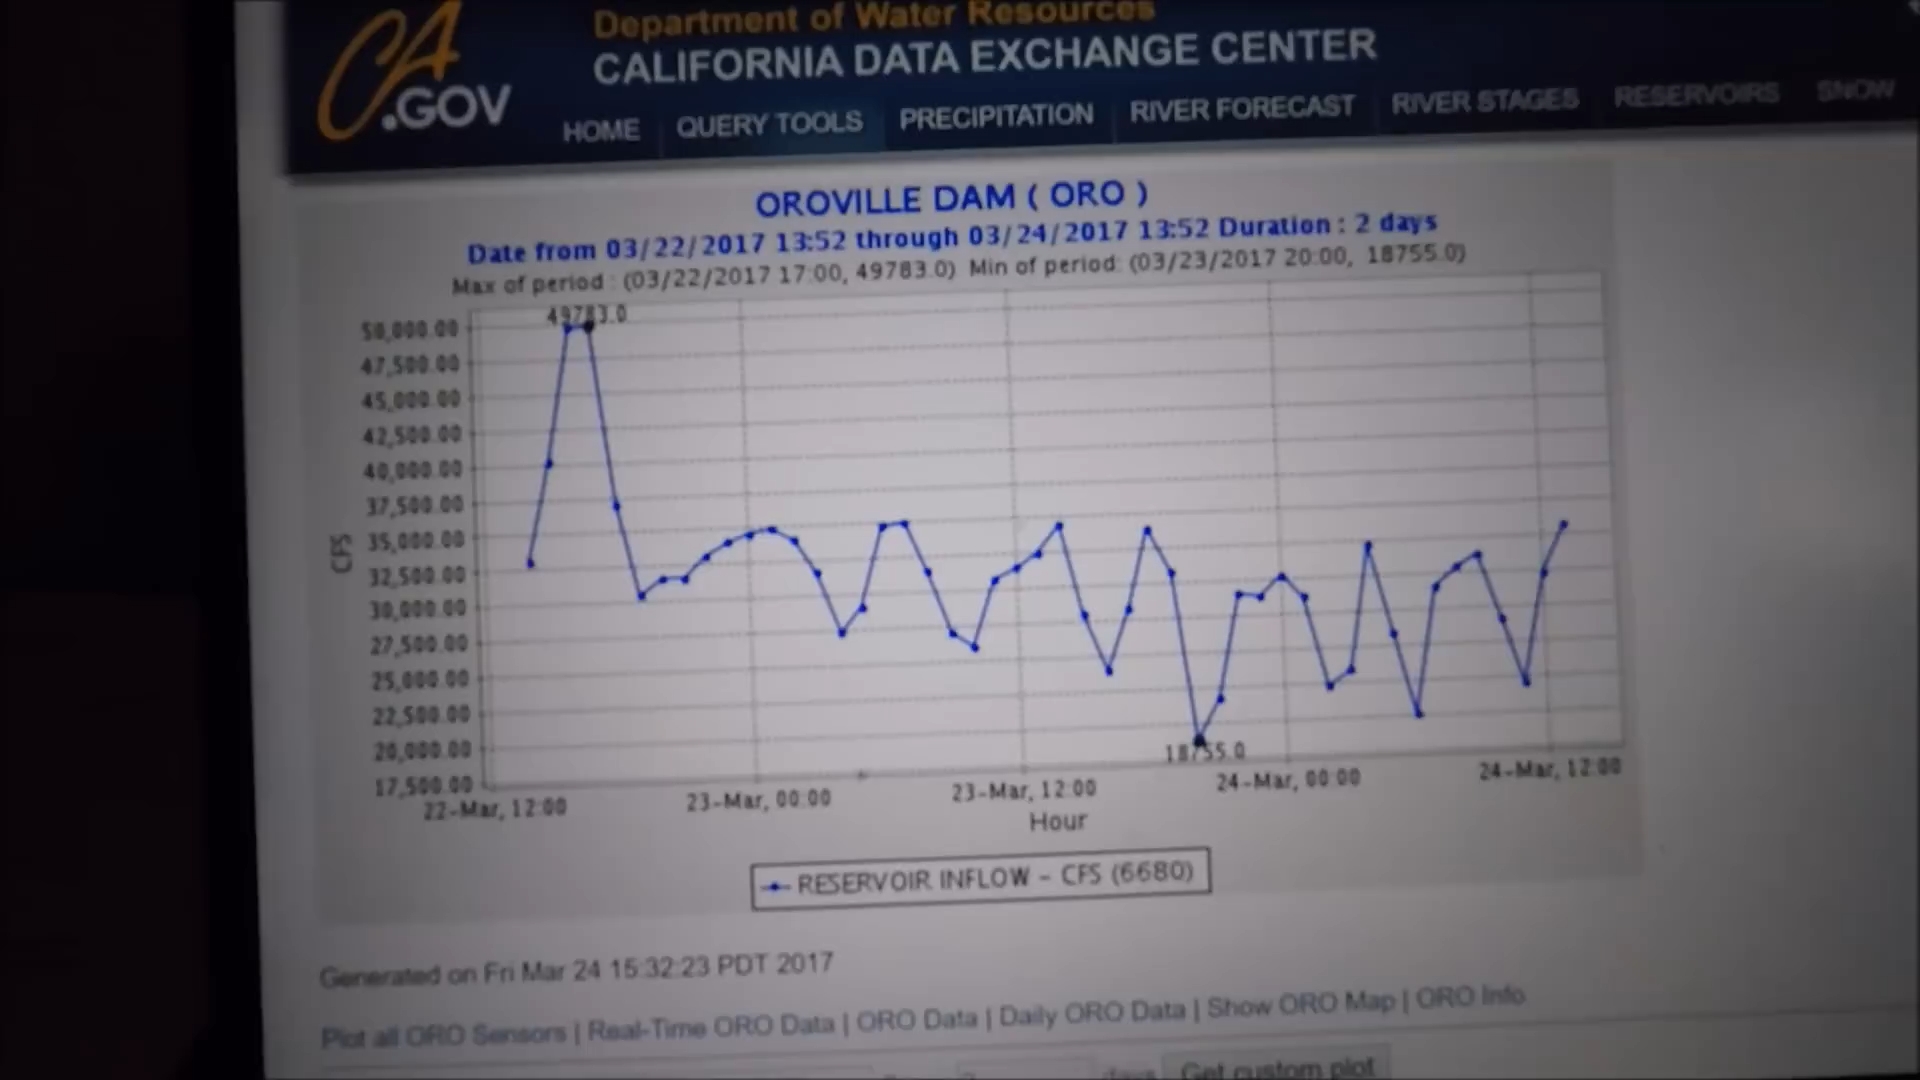 CA
.GOV
Department of Water Resources
CALIFORNIA DATA EXCHANGE CENTER
HOME QUERY TOOLS PRECIPITATION RIVER FORECAST RIVER STAGES RESERVOIRS SNOW
OROVILLE DAM ( ORO )
Date from 03/22/2017 13:52 through 03/24/2017 13:52 Duration : 2 days
Max of period : (03/22/2017 17:00, 49783.0) Min of period: (03/23/2017 20:00, 18755.0)
49783.0
50,000.00
47,500.00
45,000.00
42,500.00
40,000.00
37,500.00
35,000.00
32,500.00
30,000.00
27,500.00
25,000.00
22,500.00
20,000.00
17,500.00
CFS
18755.0
22-Mar, 12:00 23-Mar, 00:00 23-Mar, 12:00 24-Mar, 00:00 24-Mar, 12:00
Hour
RESERVOIR INFLOW - CFS (6680)
Generated on Fri Mar 24 15:32:23 PDT 2017
Plot all ORO Sensors | Real-Time ORO Data | ORO Data | Daily ORO Data | Show ORO Map | ORO Info
days Get custom plot